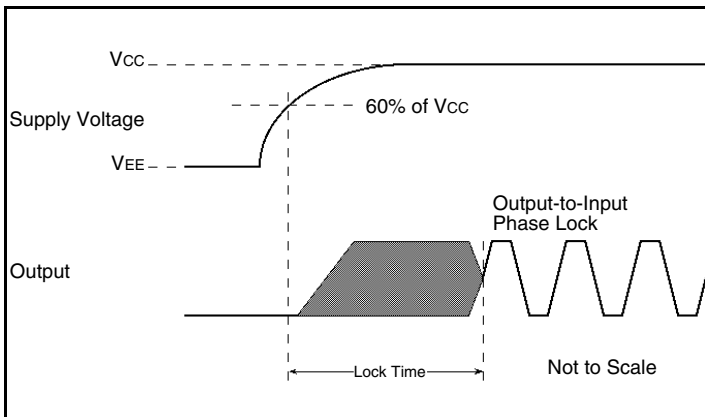 VCC
60% of VCC
Supply Voltage
VEE
Output-to-Input
Phase Lock
Output
Lock Time
Not to Scale